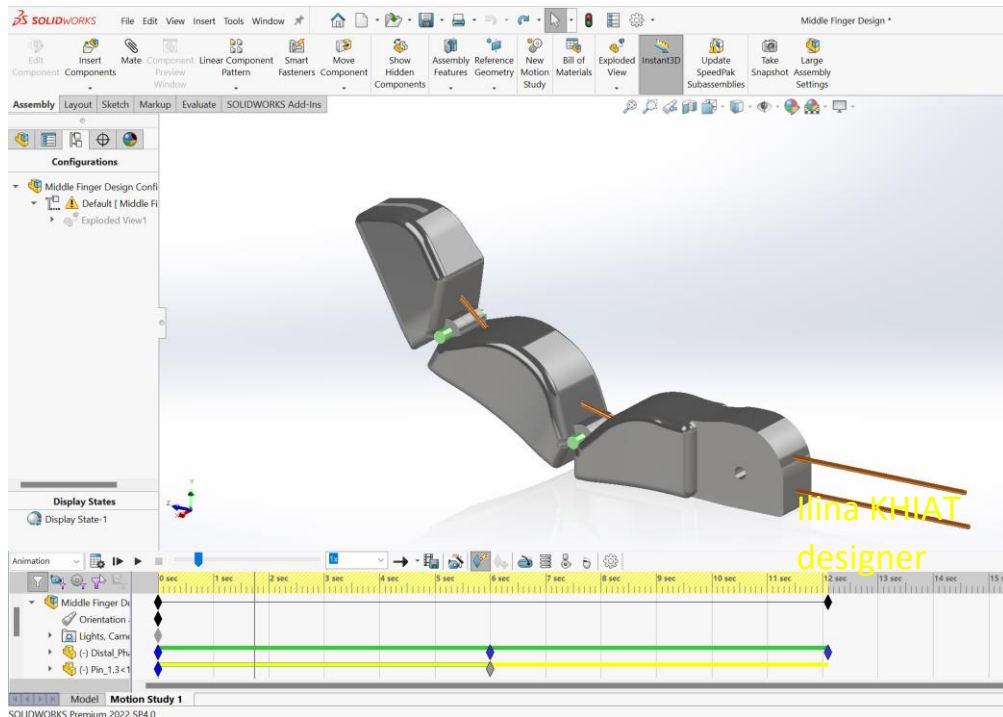 SOLIDWORKS File Edit View Insert Tools Window Middle Finger Design *
Edit Component
Insert Components
Mate
Component Preview Window
Linear Component Pattern
Smart Fasteners
Move Component
Show Hidden Components
Assembly Features
Reference Geometry
New Motion Study
Bill of Materials
Exploded View
Instant3D
Update SpeedPak Subassemblies
Take Snapshot
Large Assembly Settings
Assembly Layout Sketch Markup Evaluate SOLIDWORKS Add-Ins
Configurations
Middle Finger Design Confi
Default [ Middle Fi
Exploded View1
Display States
Display State-1
Ilina KHIAT
designer
Animation 1x
0 sec 1 sec 2 sec 3 sec 4 sec 5 sec 6 sec 7 sec 8 sec 9 sec 10 sec 11 sec 12 sec 13 sec 14 sec 15
Middle Finger De
Orientation
Lights, Came
(-) Distal_Ph
(-) Pin_1.3<1
Model Motion Study 1
SOLIDWORKS Premium 2022 SP4.0